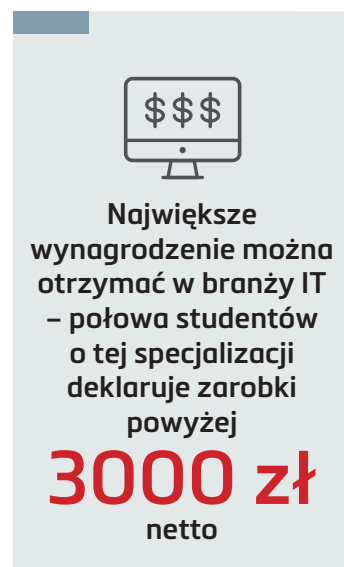 $$$
Największe
wynagrodzenie można
otrzymać w branży IT
– połowa studentów
o tej specjalizacji
deklaruje zarobki
powyżej
3000 zł
netto